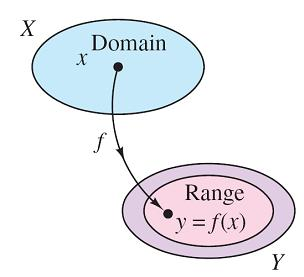 X
Domain
x
f
Range
y = f(x)
Y